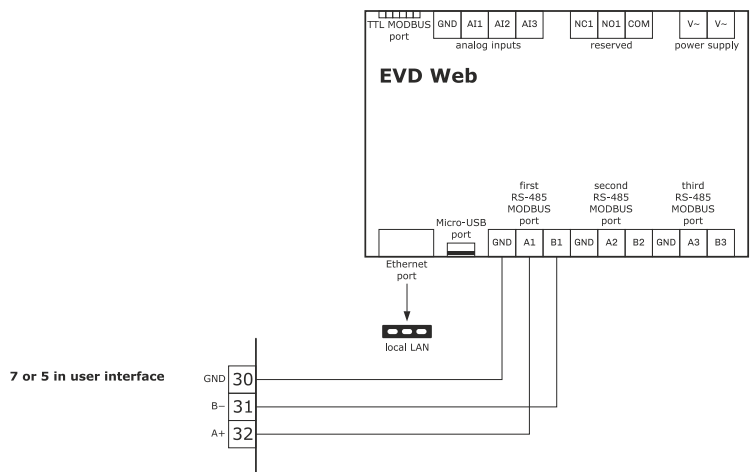 TTL MODBUS
port
GND AI1 AI2 AI3
analog inputs
NC1 NO1 COM
reserved
V~ V~
power supply
EVD Web
first
RS-485
MODBUS
port
second
RS-485
MODBUS
port
third
RS-485
MODBUS
port
Micro-USB
port
GND A1 B1 GND A2 B2 GND A3 B3
Ethernet
port
local LAN
7 or 5 in user interface
GND 30
B− 31
A+ 32